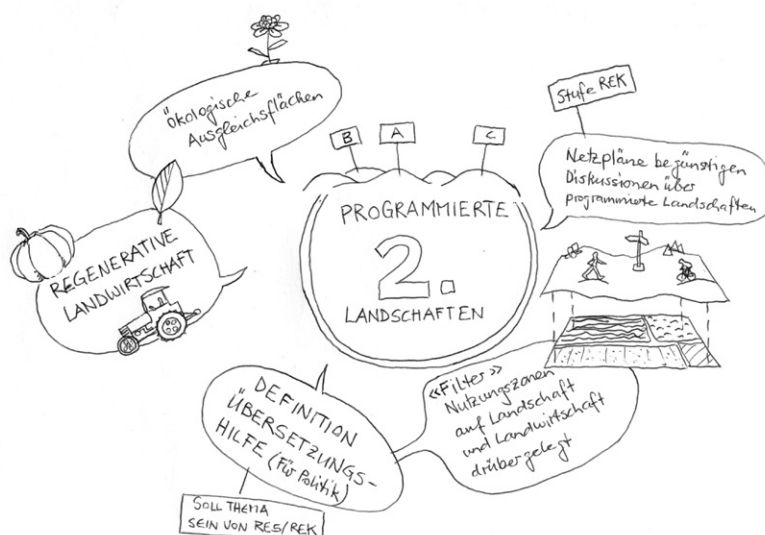 Ökologische
Ausgleichsflächen
B
A
C
Stufe REK
Netzpläne begünstigen
Diskussionen über
programmierte Landschaften
PROGRAMMIERTE
2.
LANDSCHAFTEN
REGENERATIVE
LANDWIRTSCHAFT
DEFINITION
ÜBERSETZUNGS-
HILFE (Für Politik)
SOLL THEMA
SEIN VON RES/REK
«Filter»
Nutzungszonen
auf Landschaft
und Landwirtschaft
drübergelegt